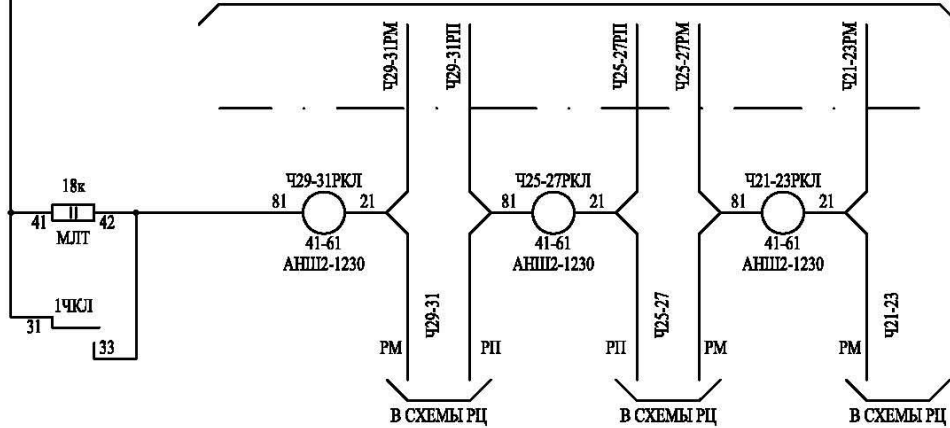 Ч29-31РМ
Ч29-31РП
Ч25-27РП
Ч25-27РМ
Ч21-23РМ
18к
41
42
МЛТ
1ЧКЛ
31
33
Ч29-31РКЛ
81
21
41-61
АНШ2-1230
Ч25-27РКЛ
81
21
41-61
АНШ2-1230
Ч21-23РКЛ
81
21
41-61
АНШ2-1230
Ч29-31
Ч25-27
Ч21-23
РМ
РП
РП
РМ
РМ
В СХЕМЫ РЦ
В СХЕМЫ РЦ
В СХЕМЫ РЦ